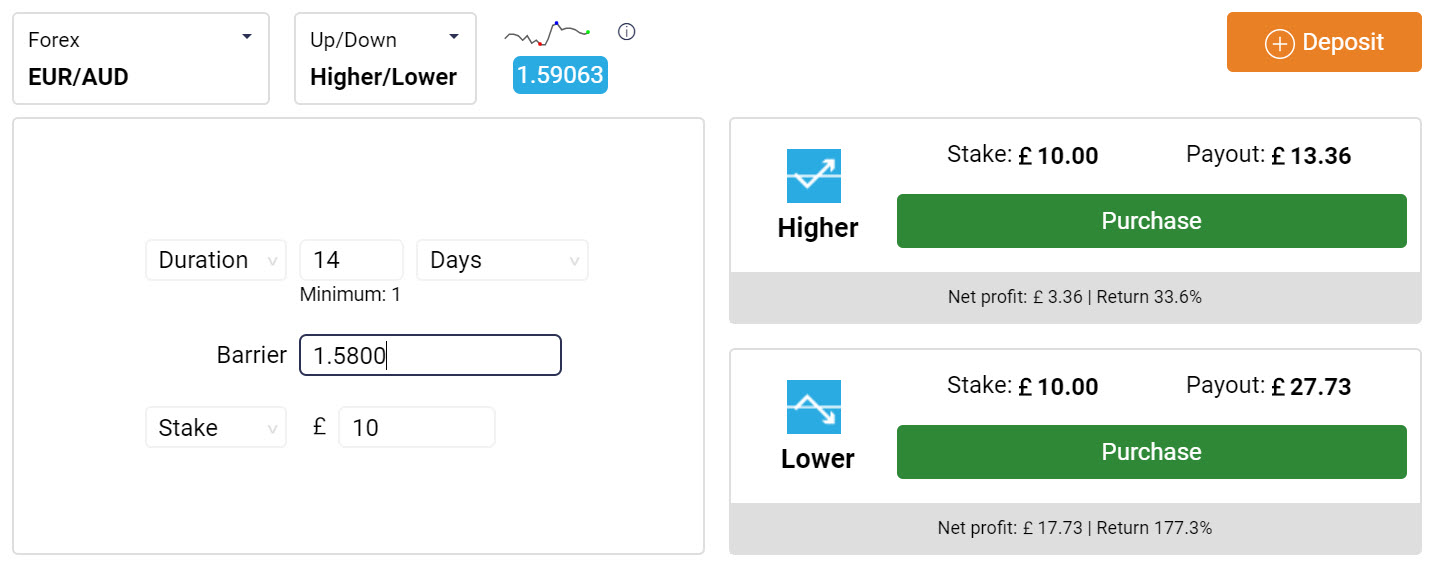 Forex
EUR/AUD
Up/Down
Higher/Lower
1.59063
Deposit
Duration
14
Days
Minimum: 1
Barrier
1.5800
Stake
£
10
Higher
Stake: £ 10.00
Payout: £ 13.36
Purchase
Net profit: £ 3.36 | Return 33.6%
Lower
Stake: £ 10.00
Payout: £ 27.73
Purchase
Net profit: £ 17.73 | Return 177.3%